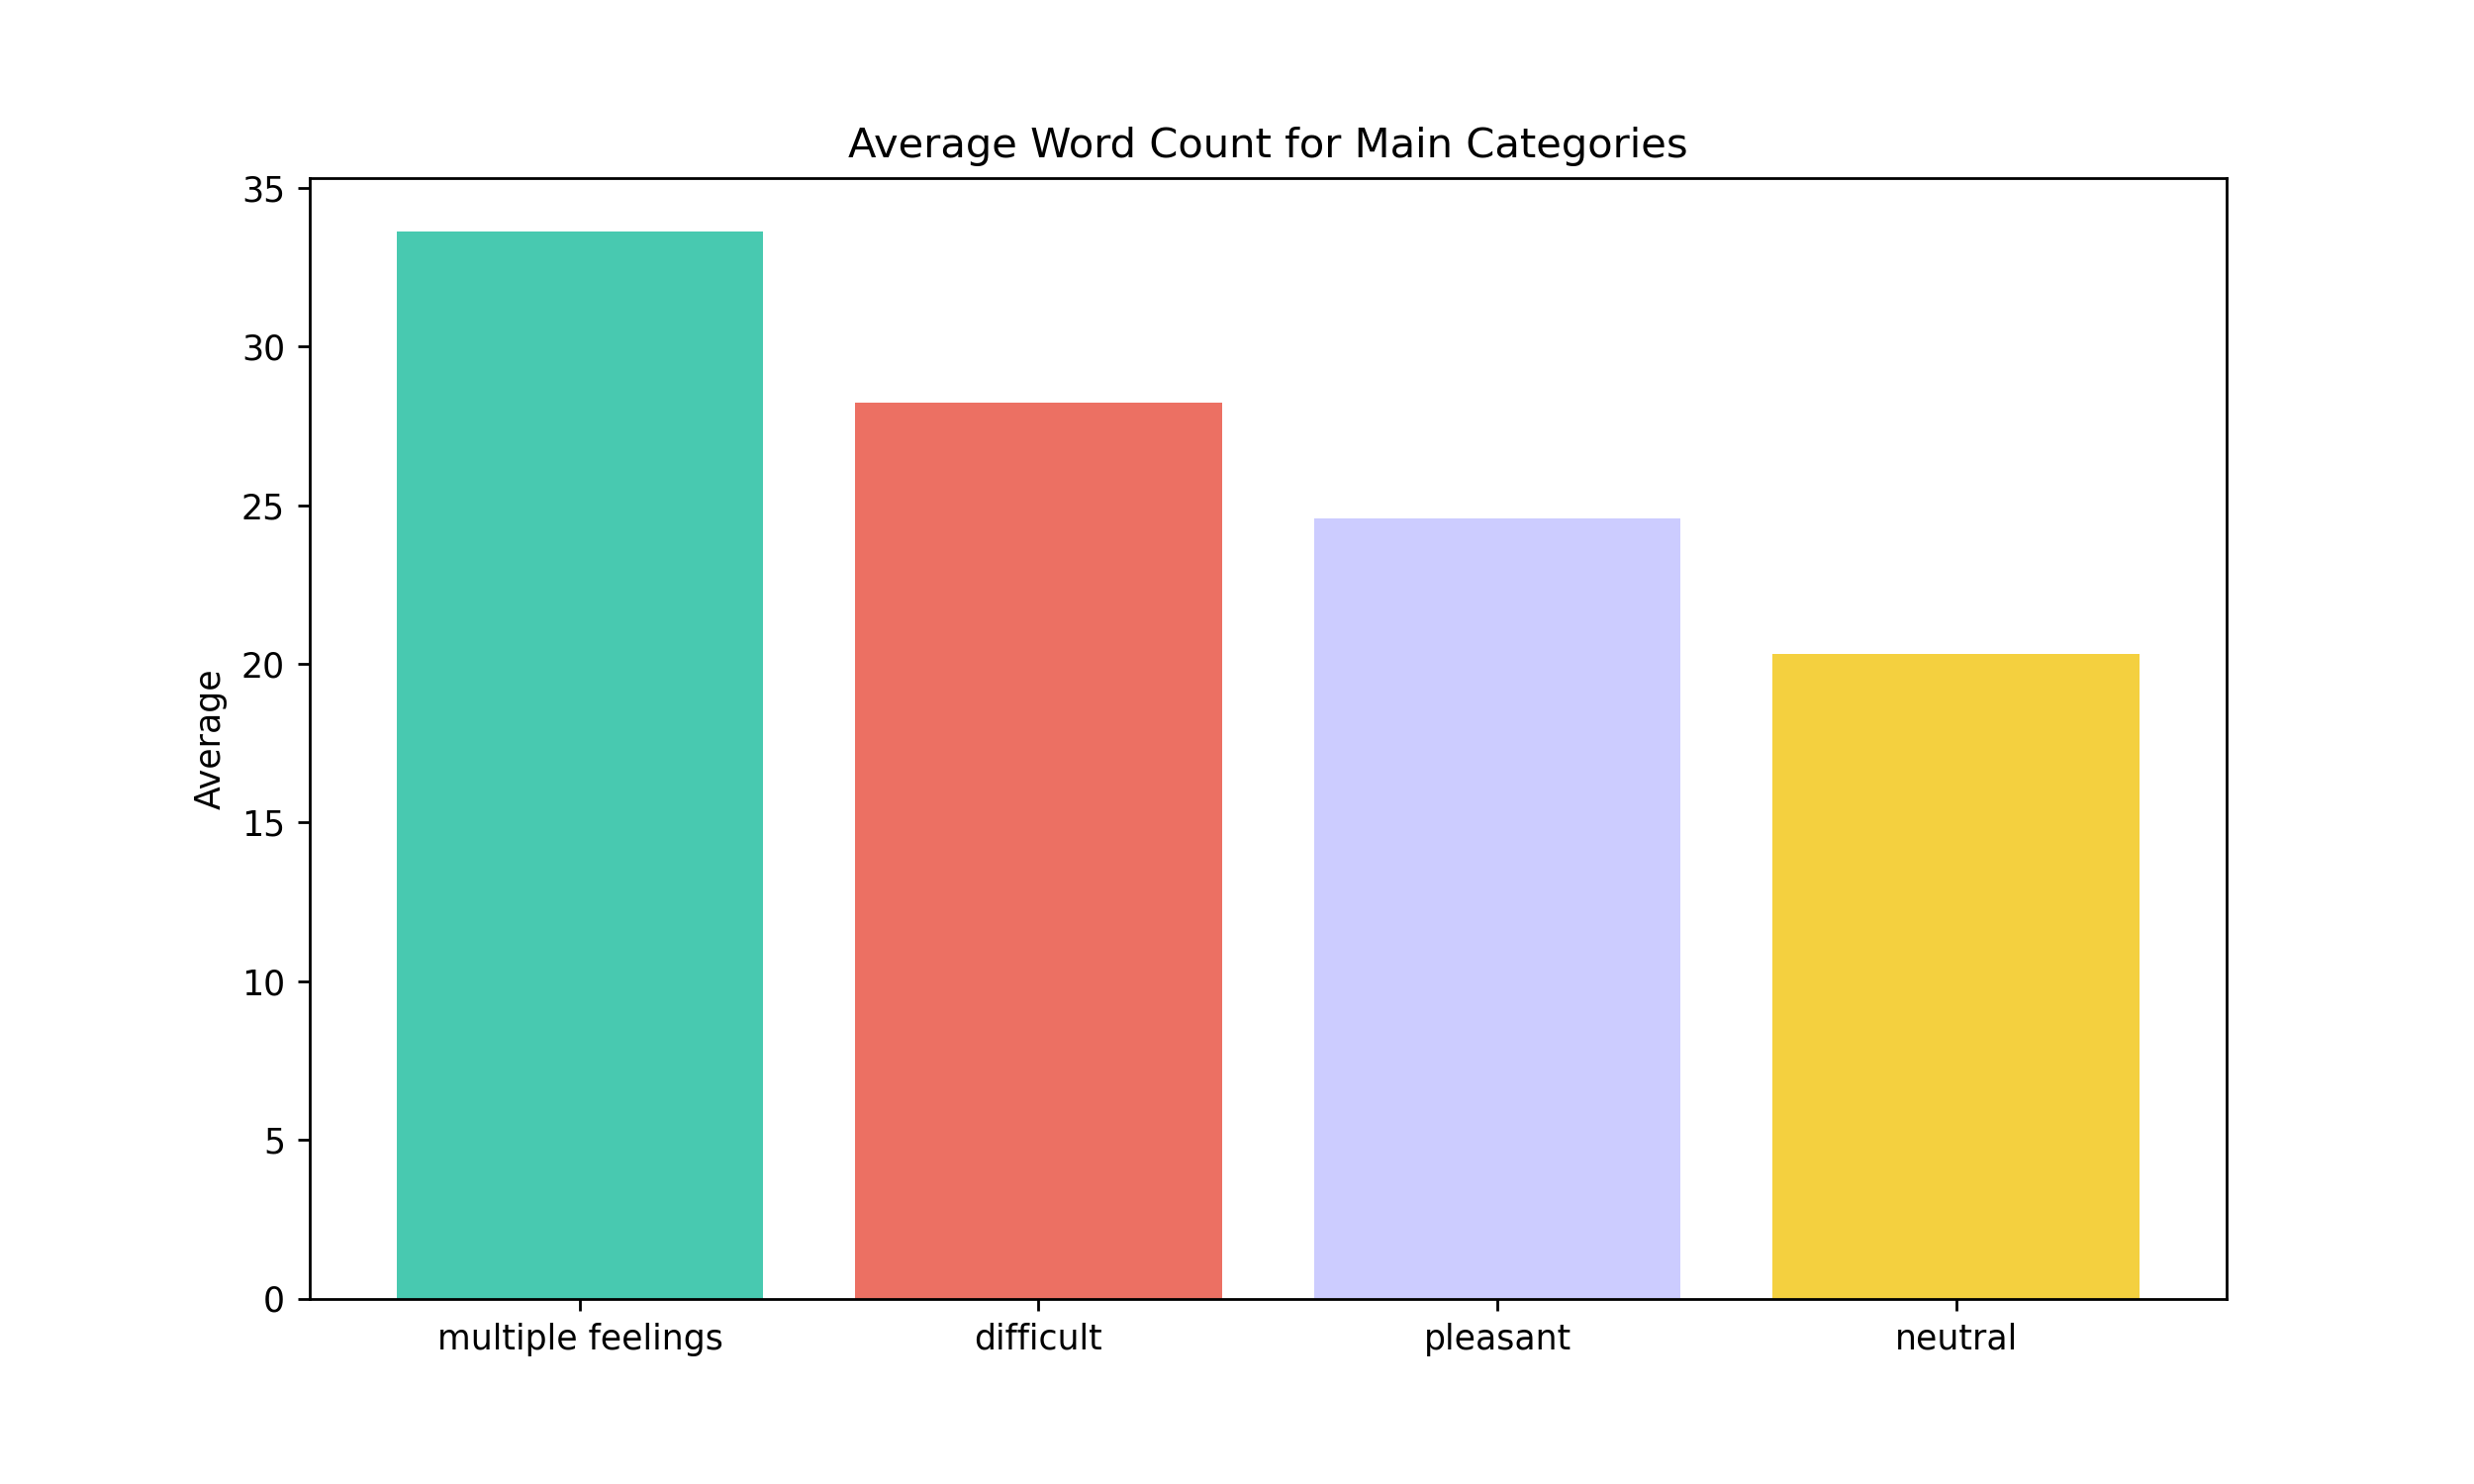 Average Word Count for Main Categories
Average
35
30
25
20
15
10
5
0
multiple feelings
difficult
pleasant
neutral